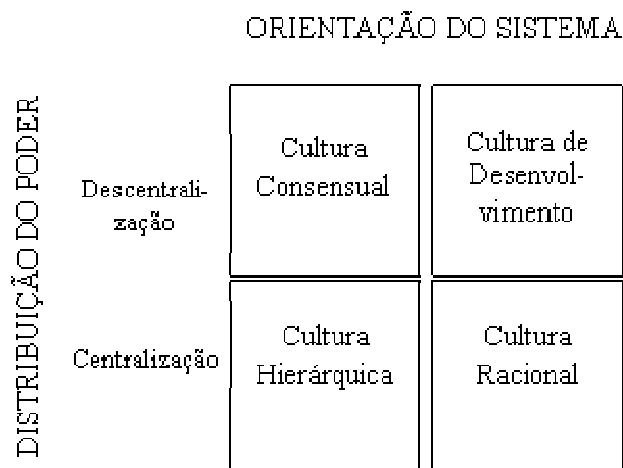 ORIENTAÇÃO DO SISTEMA
DISTRIBUIÇÃO DO PODER
Descentrali-
zação
Cultura
Consensual
Cultura de
Desenvol-
vimento
Centralização
Cultura
Hierárquica
Cultura
Racional